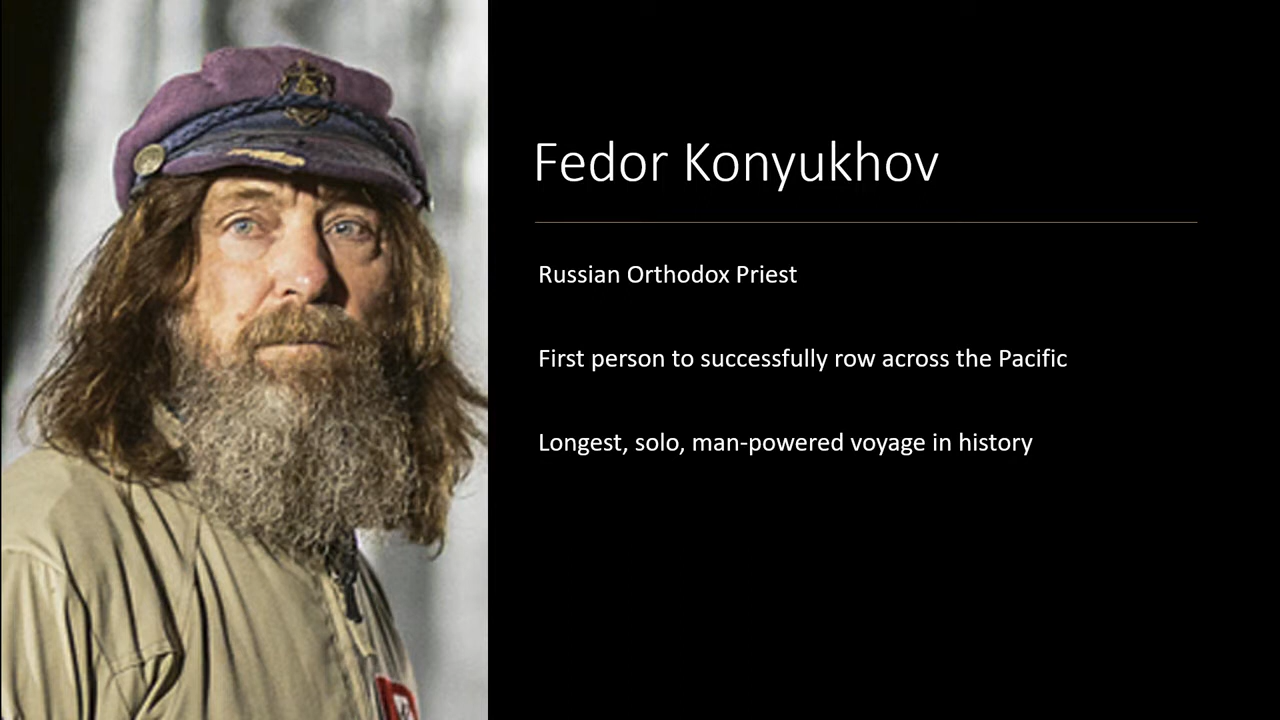 Fedor Konyukhov
Russian Orthodox Priest
First person to successfully row across the Pacific
Longest, solo, man-powered voyage in history